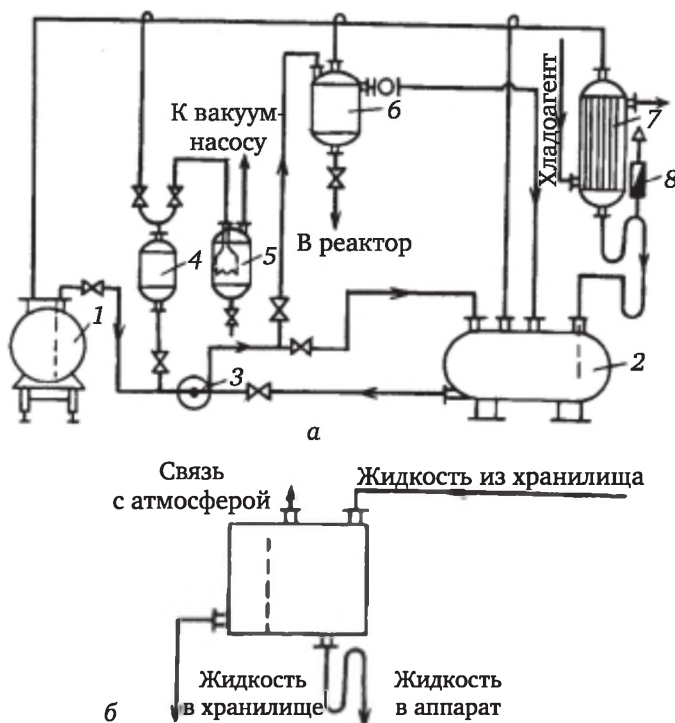 К вакуум-
насосу
6
Хладоагент
7
8
В реактор
4
5
1
3
2
а
Связь
с атмосферой
Жидкость из хранилища
Жидкость
в хранилище
Жидкость
в аппарат
б